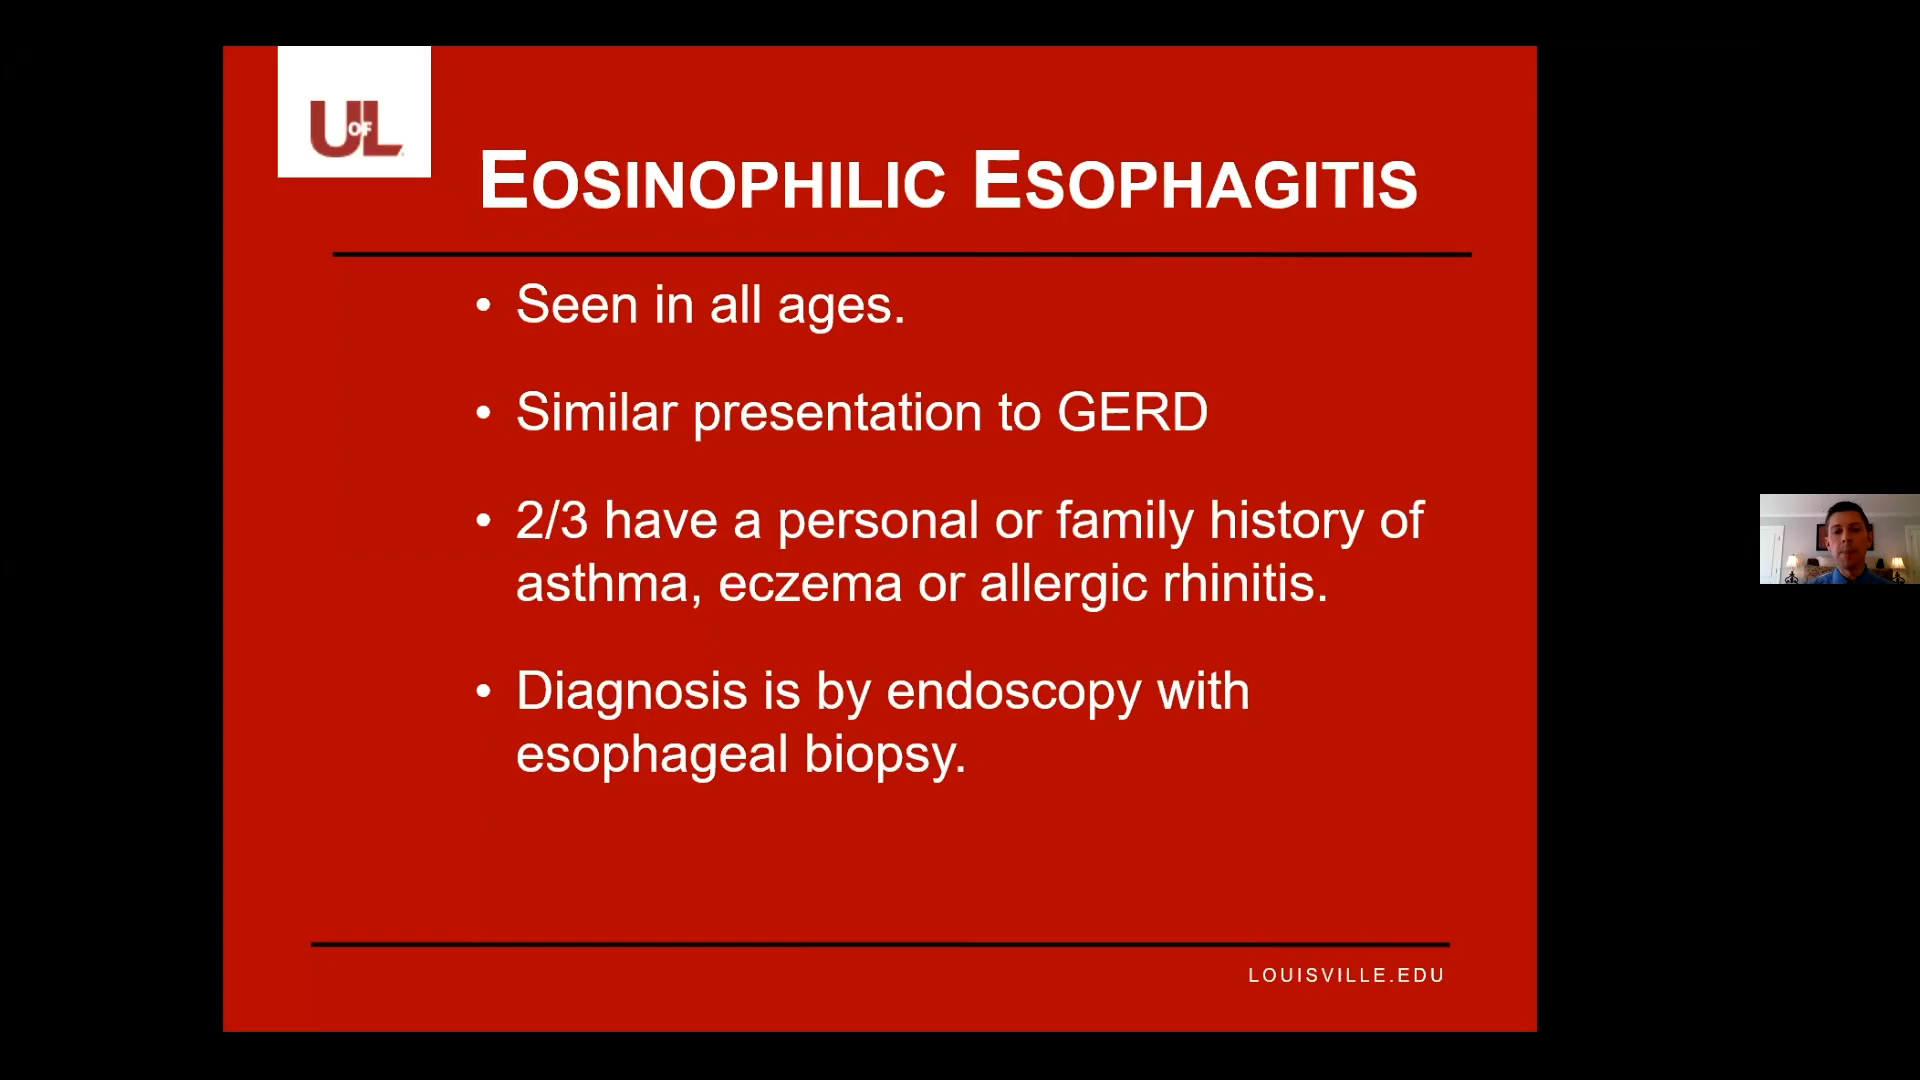 UofL
EOSINOPHILIC ESOPHAGITIS
• Seen in all ages.
• Similar presentation to GERD
• 2/3 have a personal or family history of
asthma, eczema or allergic rhinitis.
• Diagnosis is by endoscopy with
esophageal biopsy.
LOUISVILLE.EDU